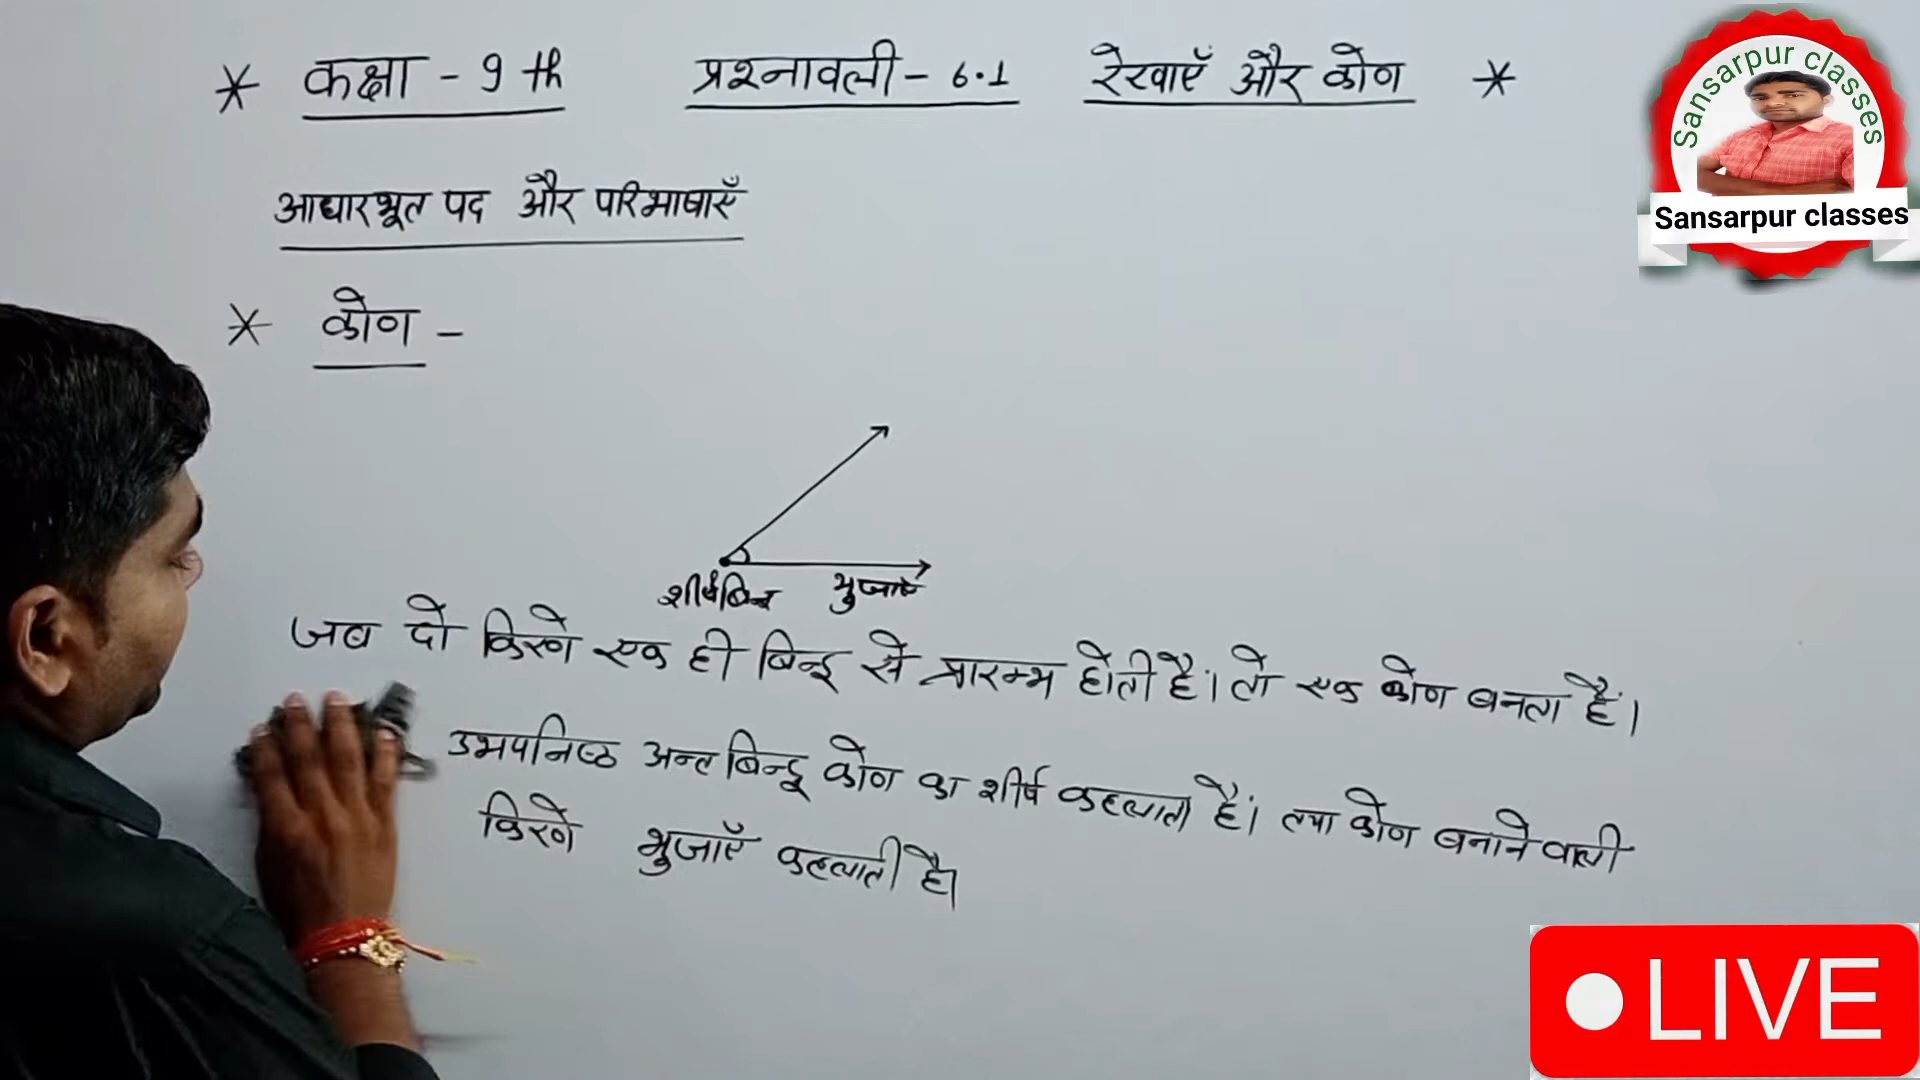 * कक्षा - 9 th प्रश्नावली - 6.1 रेखाएँ और कोण *
आधारभूत पद और परिभाषाएँ
* कोण -
शीर्षबिन्दु भुजाएँ
जब दो किरणे एक ही बिन्दु से प्रारम्भ होती है। तो एक कोण बनता है।
उभयनिष्ठ अन्त बिन्दू कोण का शीर्ष कहलाता है। तथा कोण बनाने वाली
किरणे भुजाएँ कहलाती है।
Sansarpur classes
Sansarpur classes
LIVE